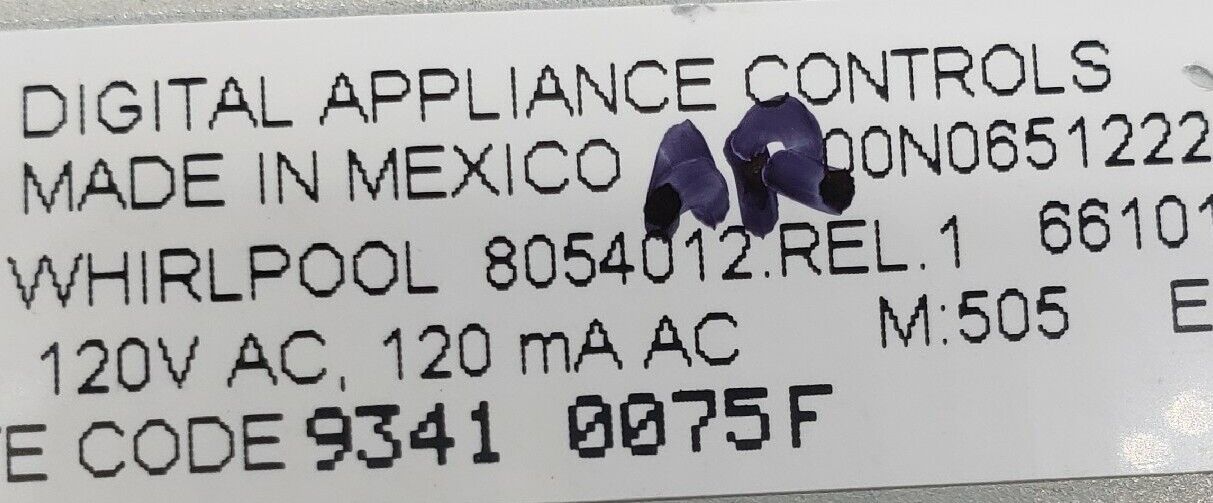 DIGITAL APPLIANCE CONTROLS
MADE IN MEXICO 00N0651222
WHIRLPOOL 8054012.REL.1 66101
120V AC, 120 mA AC M:505 E
E CODE 9341 0075F